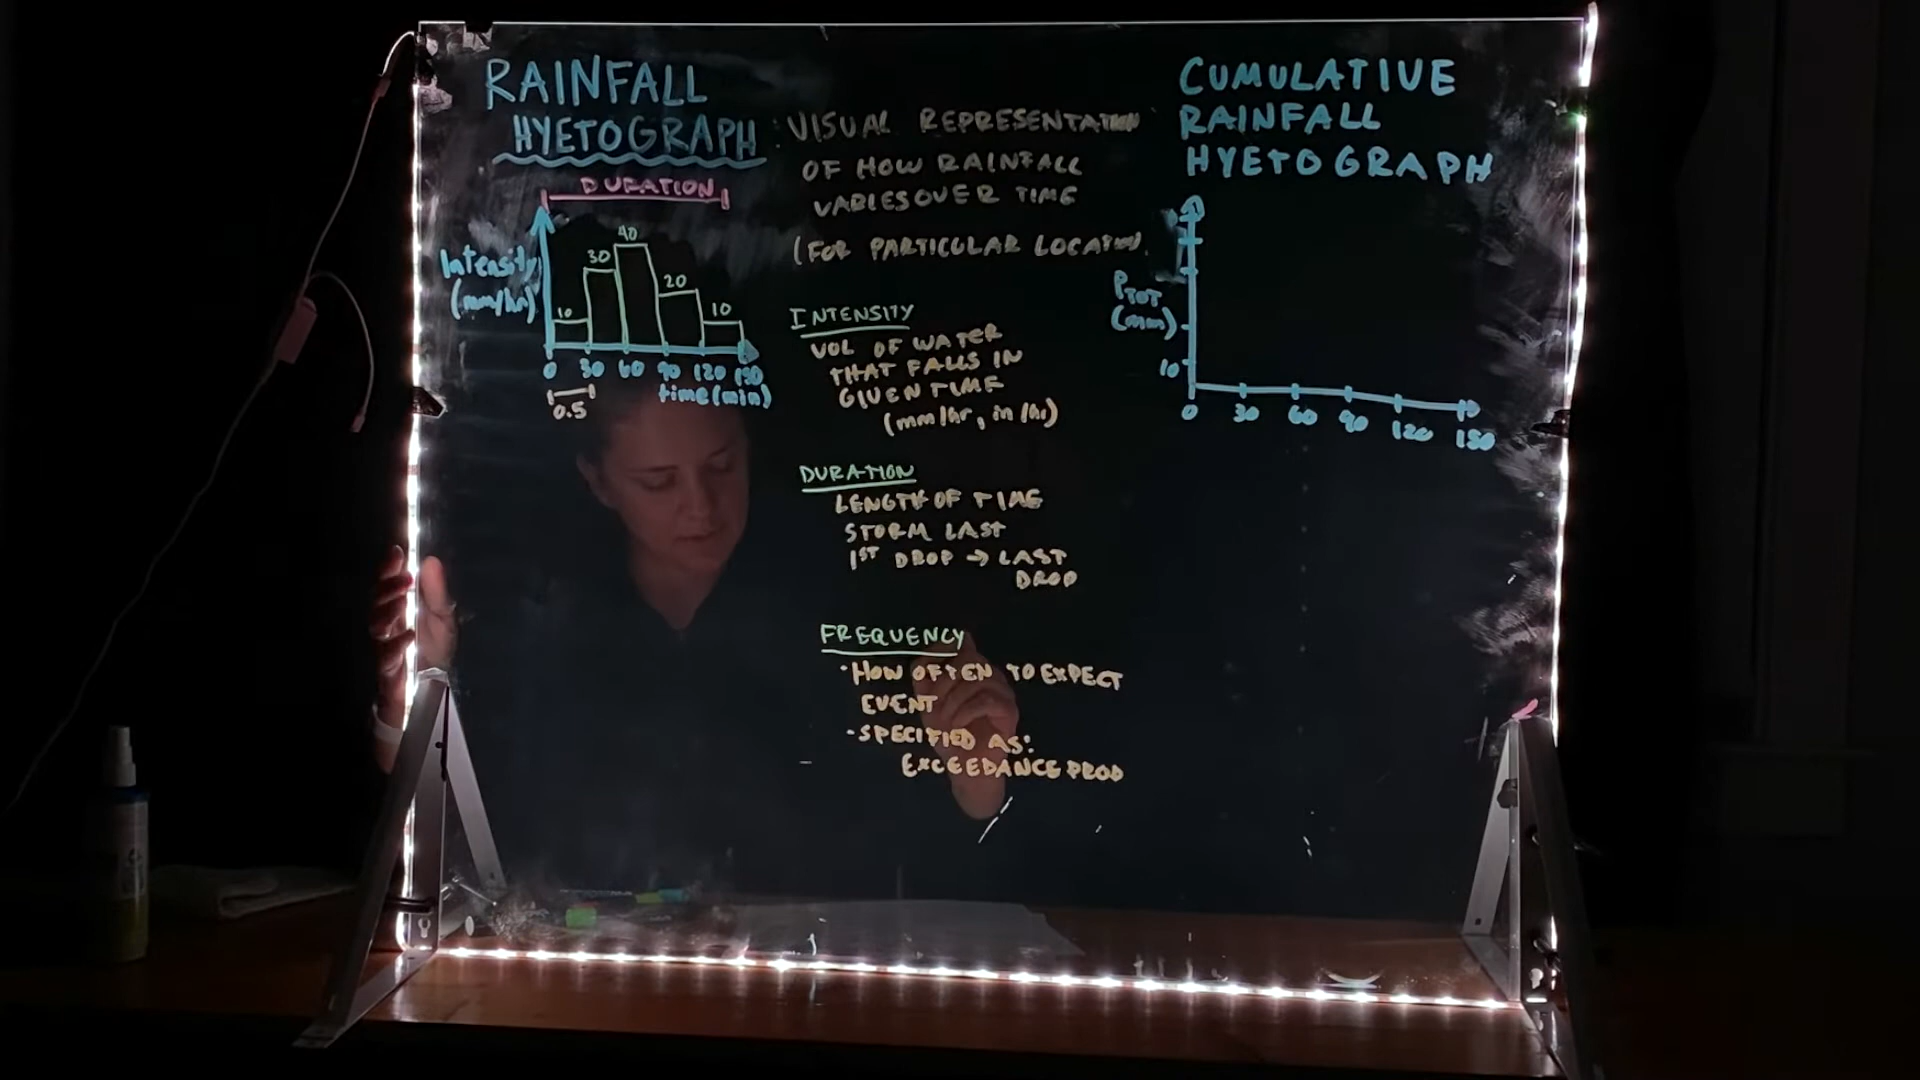 RAINFALL
HYETOGRAPH
: VISUAL REPRESENTATION
OF HOW RAINFALL
VARIES OVER TIME
(FOR PARTICULAR LOCATION)
DURATION
Intensity
(mm/hr)
10
30
40
20
10
0 30 60 90 120 150
time (min)
0.5
INTENSITY
VOL OF WATER
THAT FALLS IN
GIVEN TIME
(mm/hr, in/hr)
DURATION
LENGTH OF TIME
STORM LAST
1ST DROP → LAST
DROP
FREQUENCY
·HOW OFTEN TO EXPECT
EVENT
-SPECIFIED AS:
EXCEEDANCE PROB
CUMULATIVE
RAINFALL
HYETOGRAPH
PTOT
(mm)
10
0 30 60 90 120 150